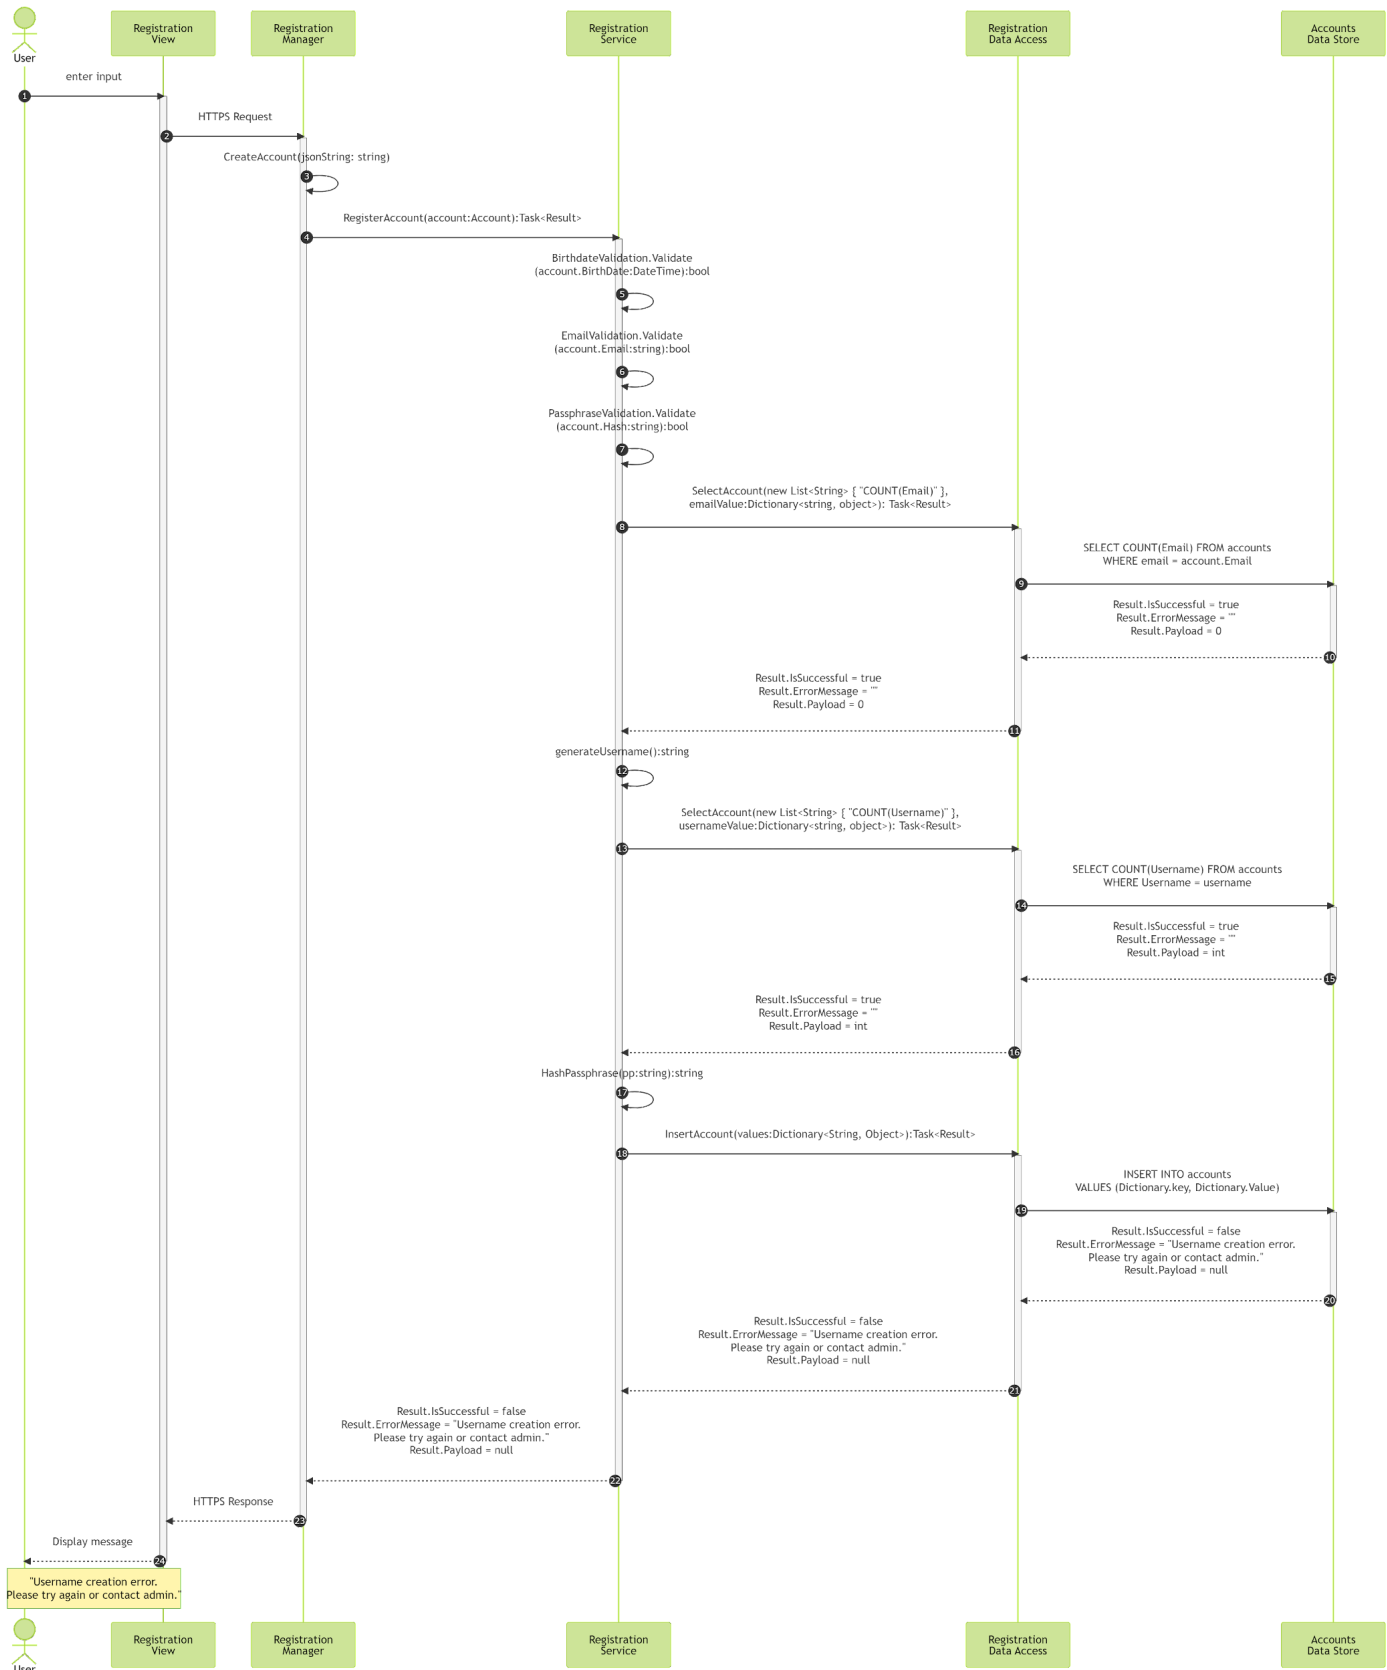 User
Registration
View
Registration
Manager
Registration
Service
Registration
Data Access
Accounts
Data Store
enter input
1
HTTPS Request
2
CreateAccount(jsonString: string)
3
RegisterAccount(account:Account):Task<Result>
4
BirthdateValidation.Validate
(account.BirthDate:DateTime):bool
5
EmailValidation.Validate
(account.Email:string):bool
6
PassphraseValidation.Validate
(account.Hash:string):bool
7
SelectAccount(new List<String> { "COUNT(Email)" },
emailValue:Dictionary<string, object>): Task<Result>
8
SELECT COUNT(Email) FROM accounts
WHERE email = account.Email
9
Result.IsSuccessful = true
Result.ErrorMessage = ""
Result.Payload = 0
10
Result.IsSuccessful = true
Result.ErrorMessage = ""
Result.Payload = 0
11
generateUsername():string
12
SelectAccount(new List<String> { "COUNT(Username)" },
usernameValue:Dictionary<string, object>): Task<Result>
13
SELECT COUNT(Username) FROM accounts
WHERE Username = username
14
Result.IsSuccessful = true
Result.ErrorMessage = ""
Result.Payload = int
15
Result.IsSuccessful = true
Result.ErrorMessage = ""
Result.Payload = int
16
HashPassphrase(pp:string):string
17
InsertAccount(values:Dictionary<String, Object>):Task<Result>
18
INSERT INTO accounts
VALUES (Dictionary.key, Dictionary.Value)
19
Result.IsSuccessful = false
Result.ErrorMessage = "Username creation error.
Please try again or contact admin."
Result.Payload = null
20
Result.IsSuccessful = false
Result.ErrorMessage = "Username creation error.
Please try again or contact admin."
Result.Payload = null
21
Result.IsSuccessful = false
Result.ErrorMessage = "Username creation error.
Please try again or contact admin."
Result.Payload = null
22
HTTPS Response
23
Display message
24
"Username creation error.
Please try again or contact admin."
User
Registration
View
Registration
Manager
Registration
Service
Registration
Data Access
Accounts
Data Store